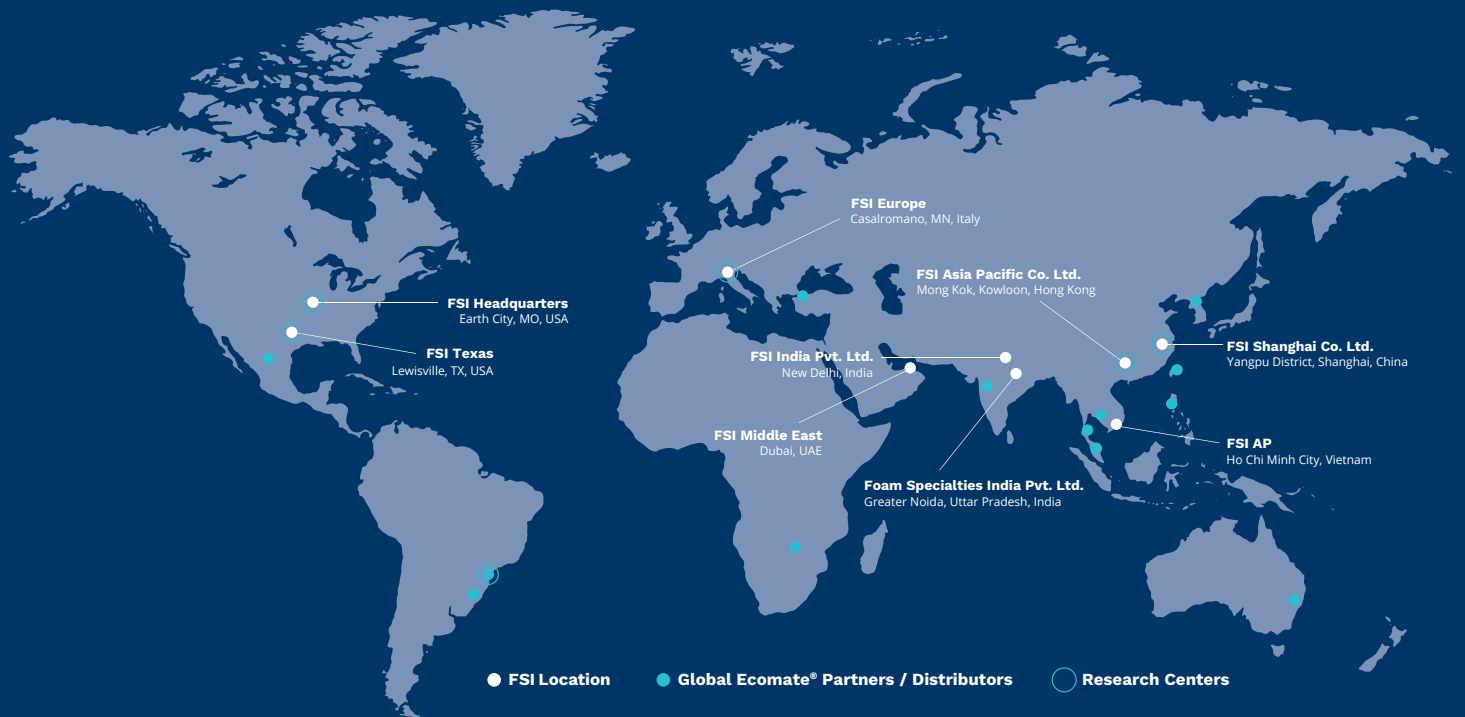 FSI Europe
Casalromano, MN, Italy
FSI Asia Pacific Co. Ltd.
Mong Kok, Kowloon, Hong Kong
FSI Headquarters
Earth City, MO, USA
FSI Texas
Lewisville, TX, USA
FSI India Pvt. Ltd.
New Delhi, India
FSI Shanghai Co. Ltd.
Yangpu District, Shanghai, China
FSI Middle East
Dubai, UAE
FSI AP
Ho Chi Minh City, Vietnam
Foam Specialties India Pvt. Ltd.
Greater Noida, Uttar Pradesh, India
FSI Location
Global Ecomate® Partners / Distributors
Research Centers